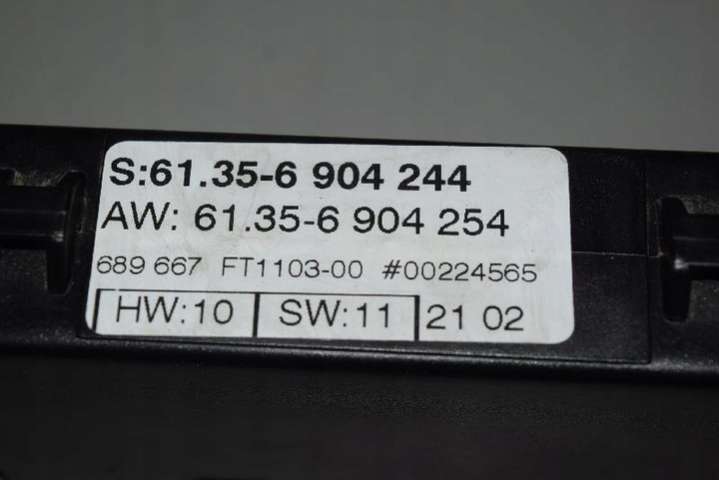 S:61.35-6 904 244
AW: 61.35-6 904 254
689 667 FT1103-00 #00224565
HW:10 SW:11 21 02